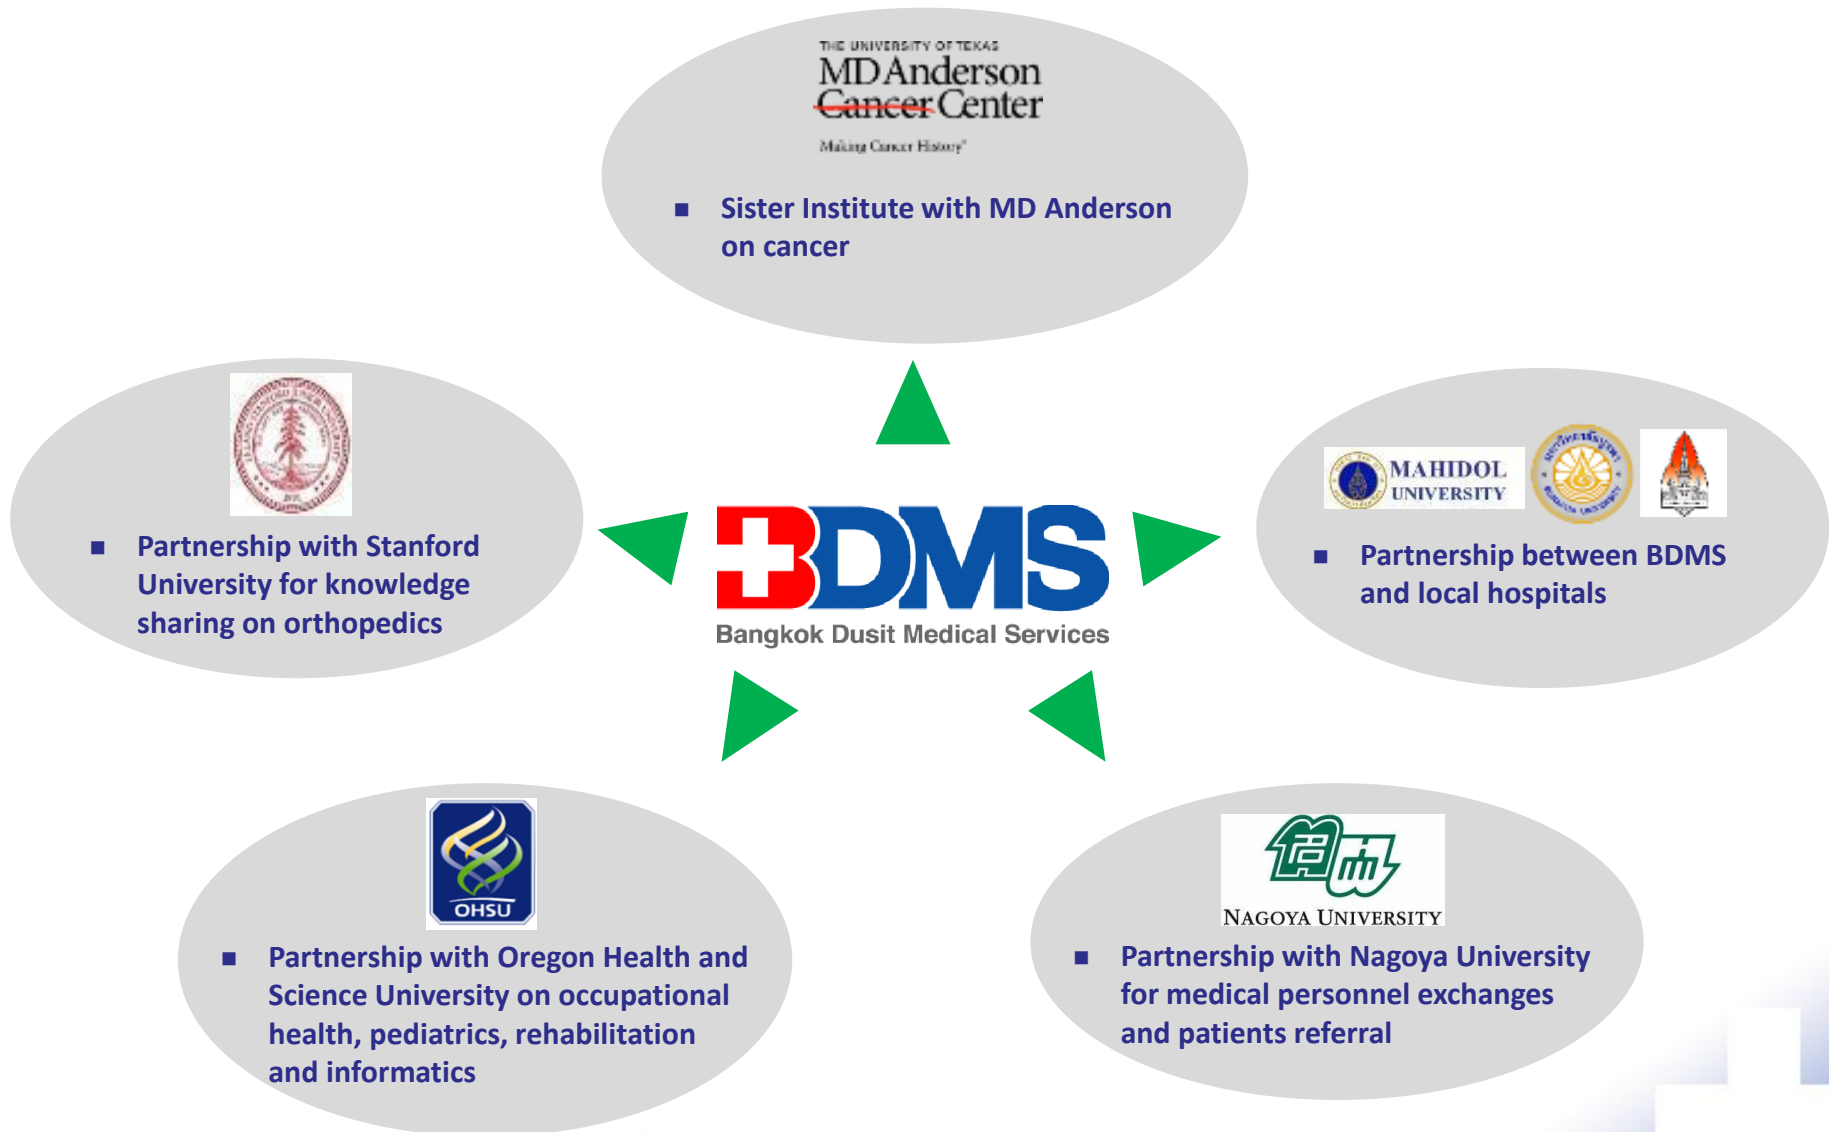 THE UNIVERSITY OF TEXAS
MD Anderson
Cancer Center
Making Cancer History®
■ Sister Institute with MD Anderson
on cancer
■ Partnership with Stanford
University for knowledge
sharing on orthopedics
BDMS
Bangkok Dusit Medical Services
MAHIDOL
UNIVERSITY
■ Partnership between BDMS
and local hospitals
OHSU
■ Partnership with Oregon Health and
Science University on occupational
health, pediatrics, rehabilitation
and informatics
NAGOYA UNIVERSITY
■ Partnership with Nagoya University
for medical personnel exchanges
and patients referral